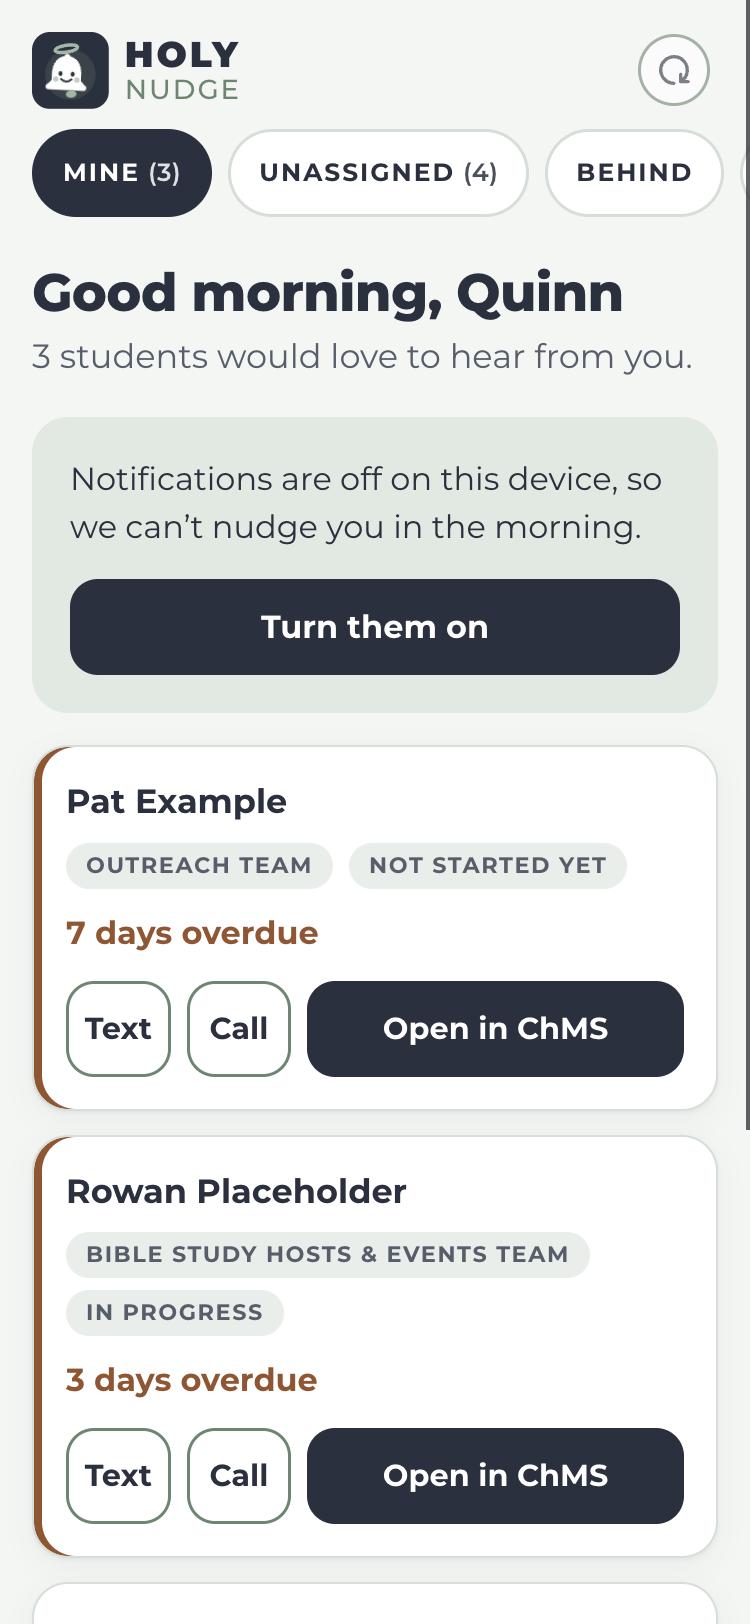 HOLY
NUDGE
MINE (3)
UNASSIGNED (4)
BEHIND
Good morning, Quinn
3 students would love to hear from you.
Notifications are off on this device, so
we can’t nudge you in the morning.
Turn them on
Pat Example
OUTREACH TEAM
NOT STARTED YET
7 days overdue
Text
Call
Open in ChMS
Rowan Placeholder
BIBLE STUDY HOSTS & EVENTS TEAM
IN PROGRESS
3 days overdue
Text
Call
Open in ChMS